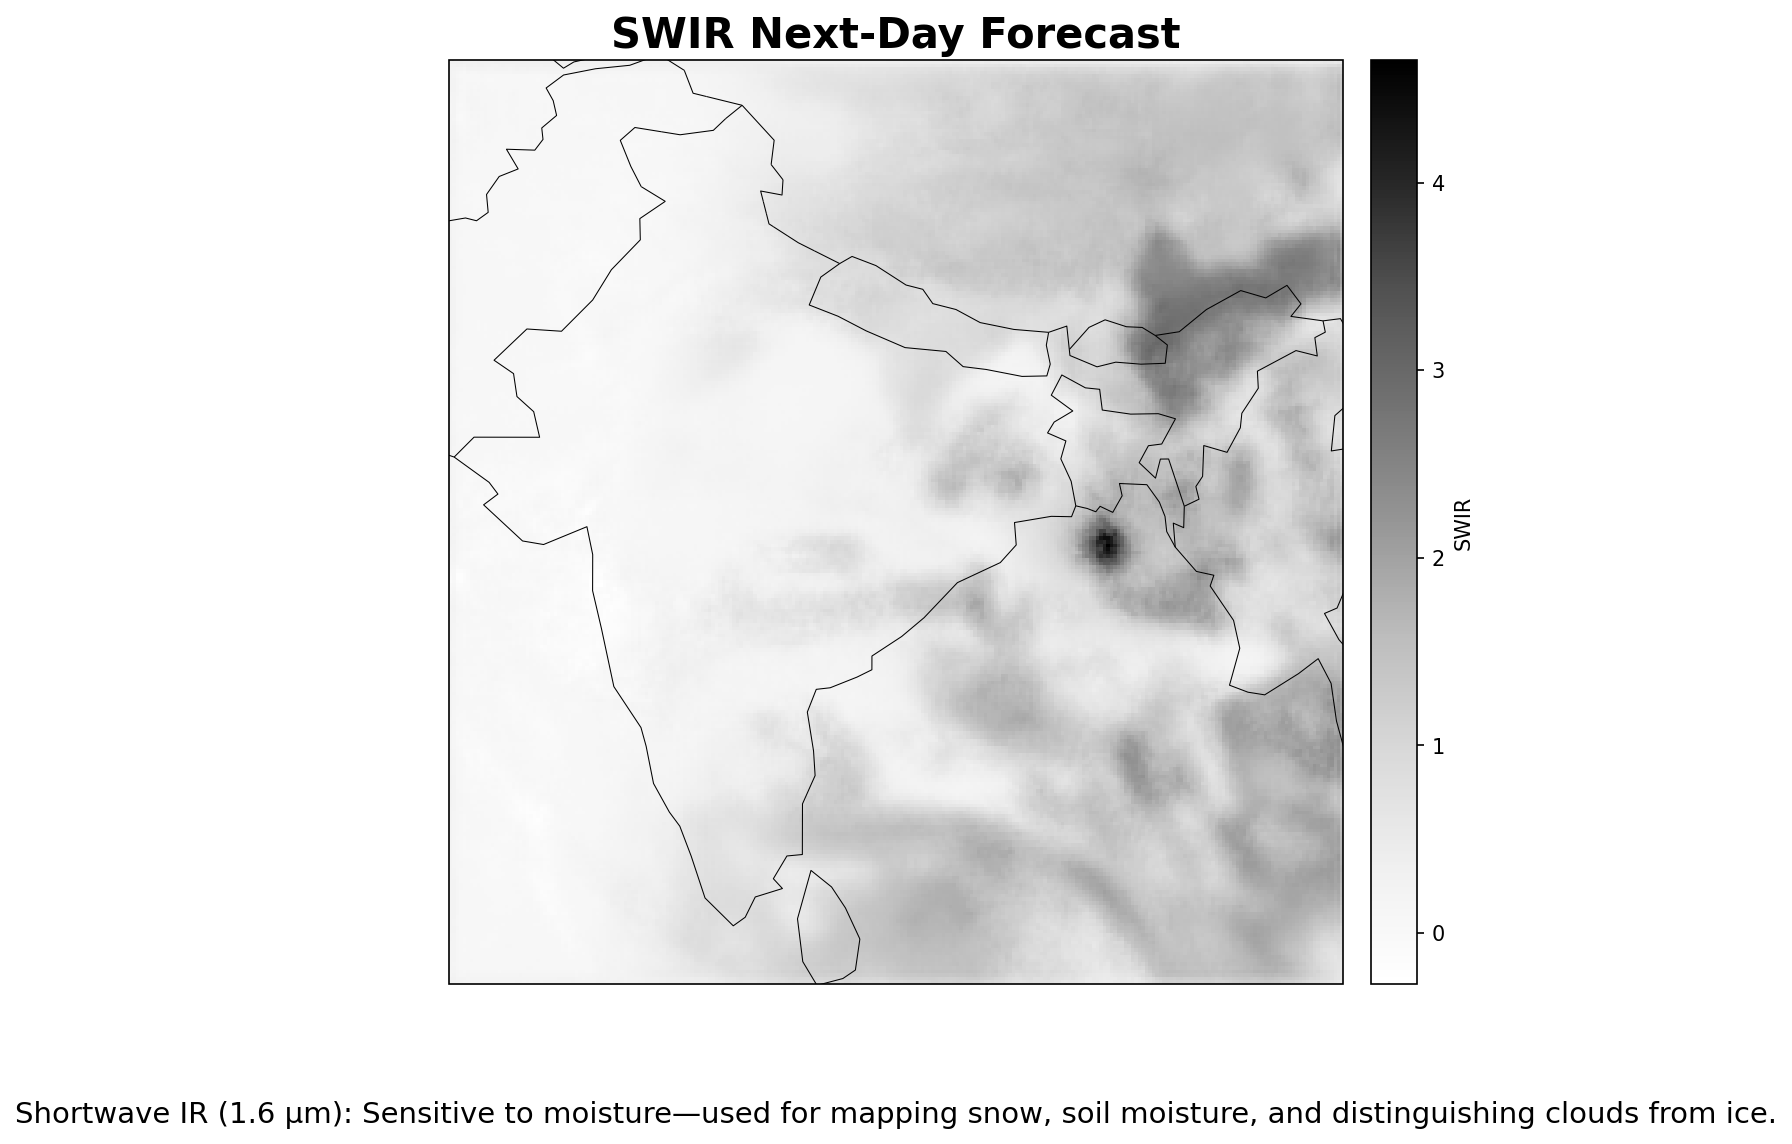 SWIR Next-Day Forecast
4
3
2
1
0
SWIR
Shortwave IR (1.6 μm): Sensitive to moisture—used for mapping snow, soil moisture, and distinguishing clouds from ice.